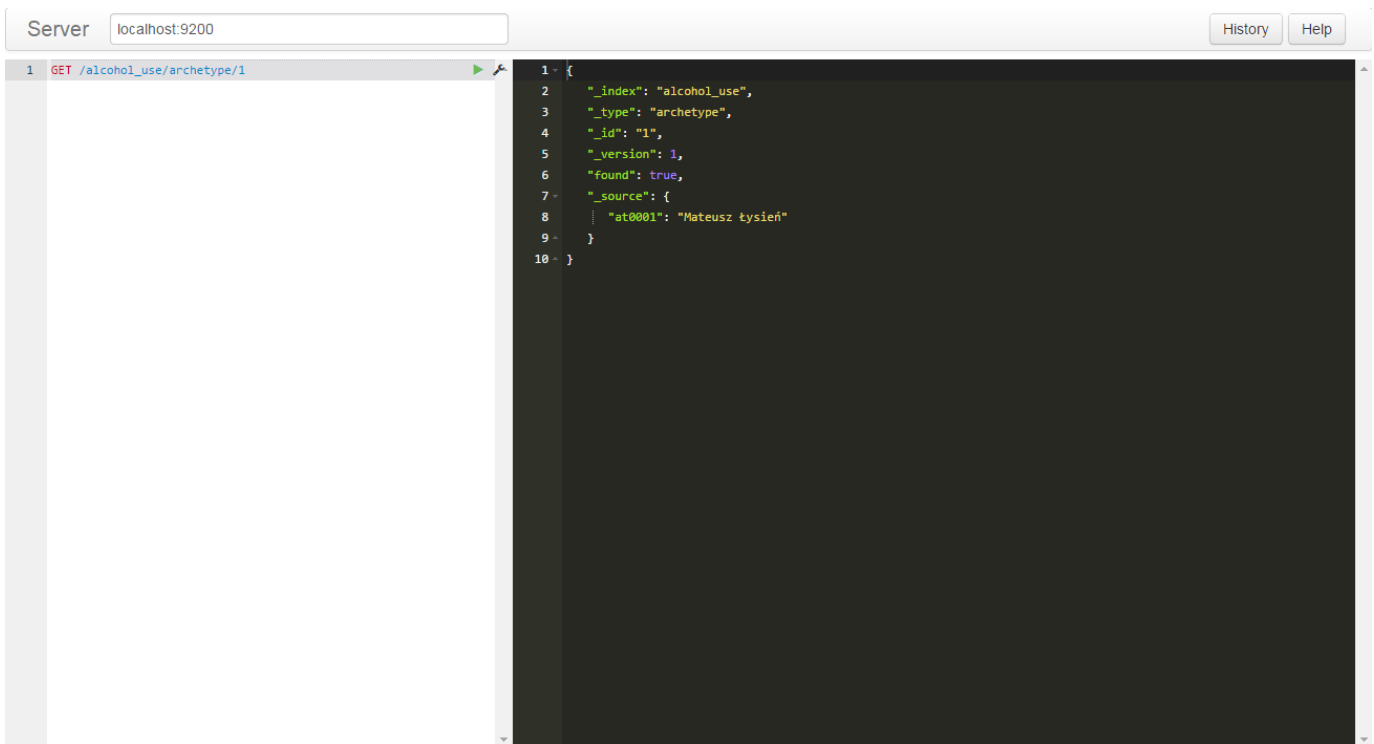 Server localhost:9200 History Help
1 GET /alcohol_use/archetype/1
1 {
2 "_index": "alcohol_use",
3 "_type": "archetype",
4 "_id": "1",
5 "_version": 1,
6 "found": true,
7 "_source": {
8 "at0001": "Mateusz Łysień"
9 }
10 }